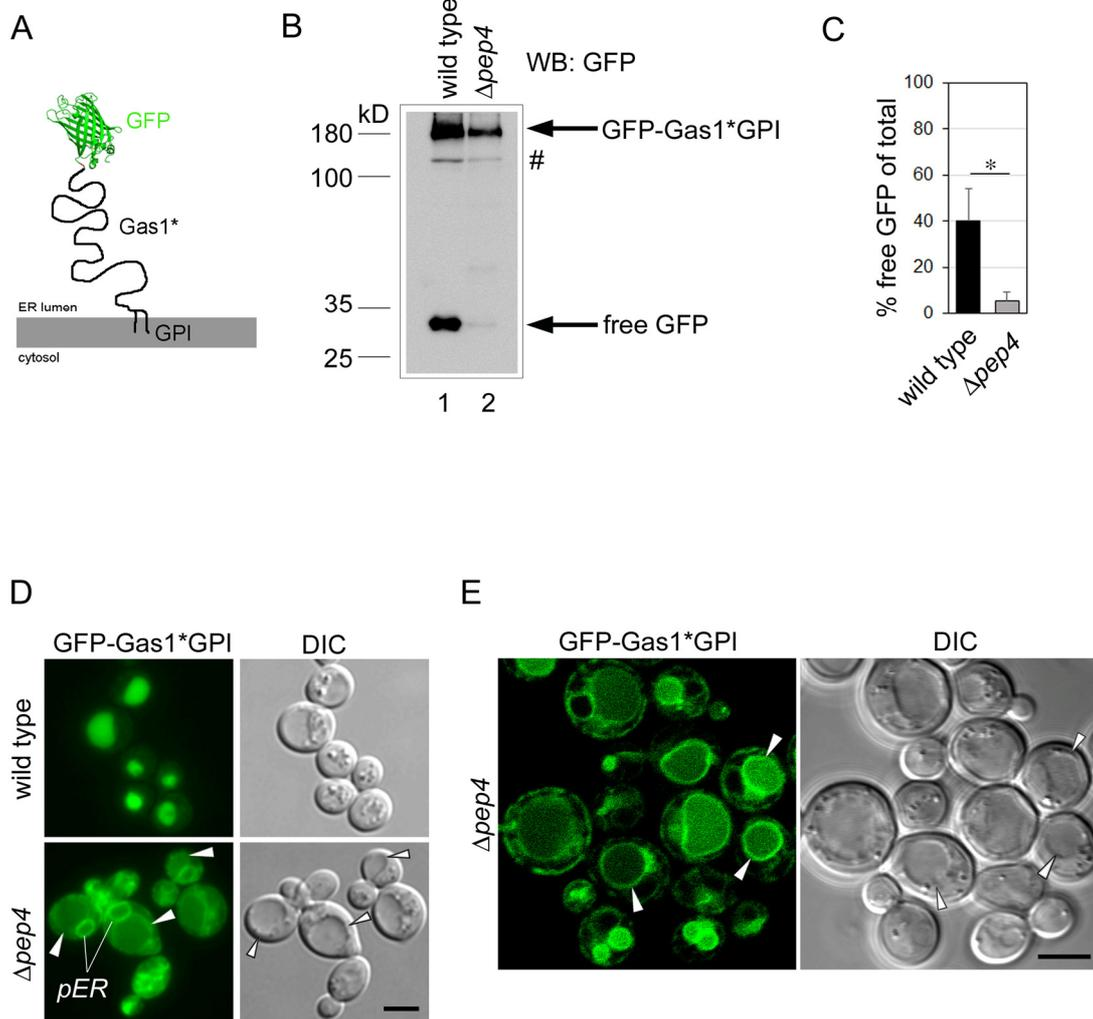 A
GFP
Gas1*
ER lumen
GPI
cytosol
B
wild type
Δpep4
WB: GFP
kD
180
100
35
25
GFP-Gas1*GPI
#
free GFP
1 2
C
% free GFP of total
100
80
60
40
20
0
*
wild type
Δpep4
D
GFP-Gas1*GPI DIC
wild type
Δpep4
pER
E
GFP-Gas1*GPI DIC
Δpep4